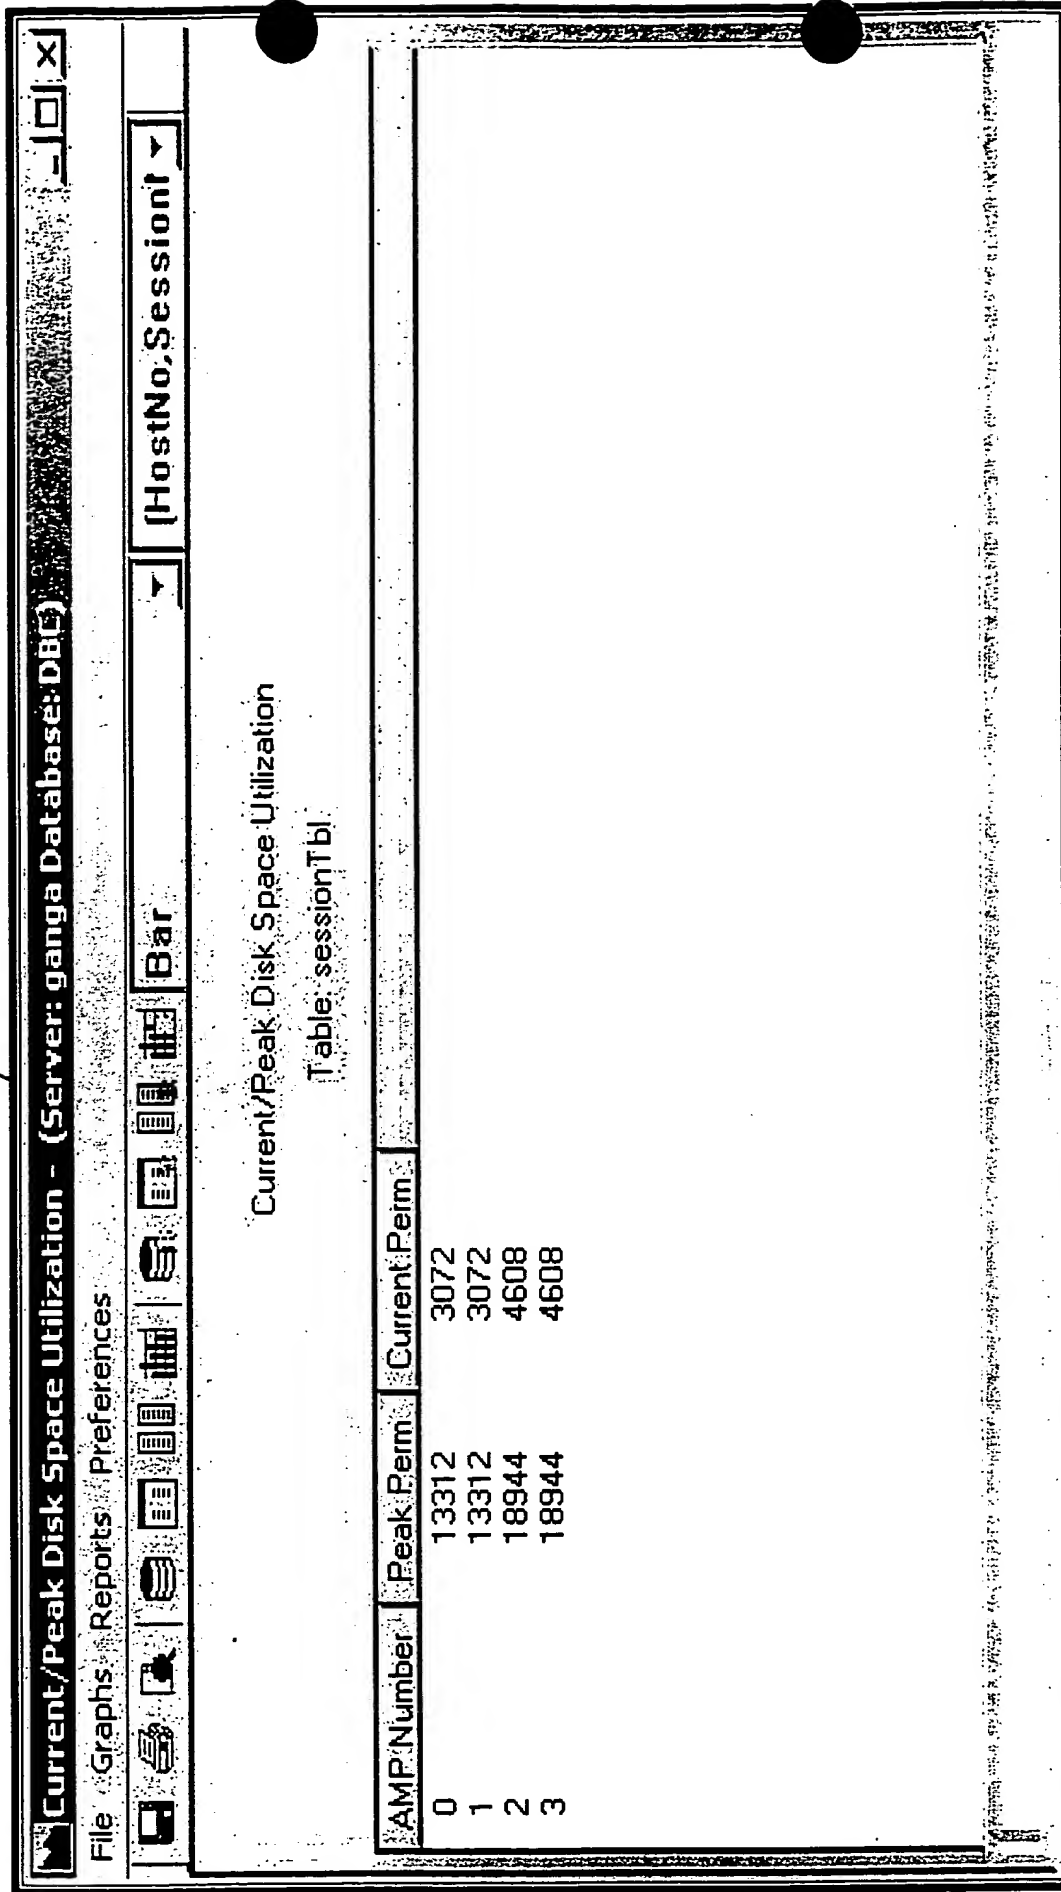 Current/Peak Disk Space Utilization - (Server: ganga Database: DBC)
File Graphs Reports Preferences
Bar (HostNo,Session
Current/Peak Disk Space Utilization
Table: sessionTbl
AMP Number Peak Perm Current Perm
0 13312 3072
1 13312 3072
2 18944 4608
3 18944 4608